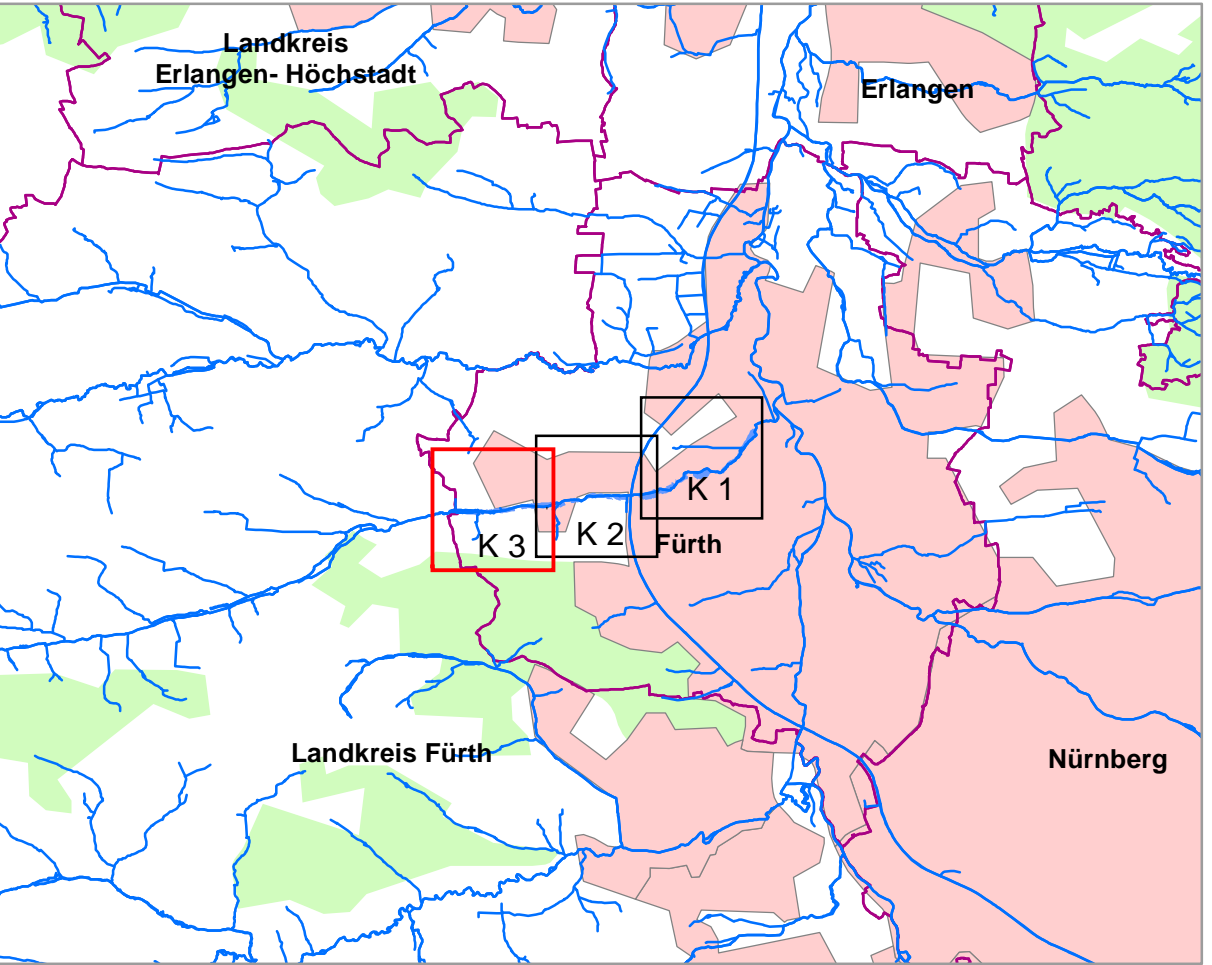 Landkreis
Erlangen- Höchstadt
Erlangen
K 1
K 2
K 3
Fürth
Landkreis Fürth
Nürnberg